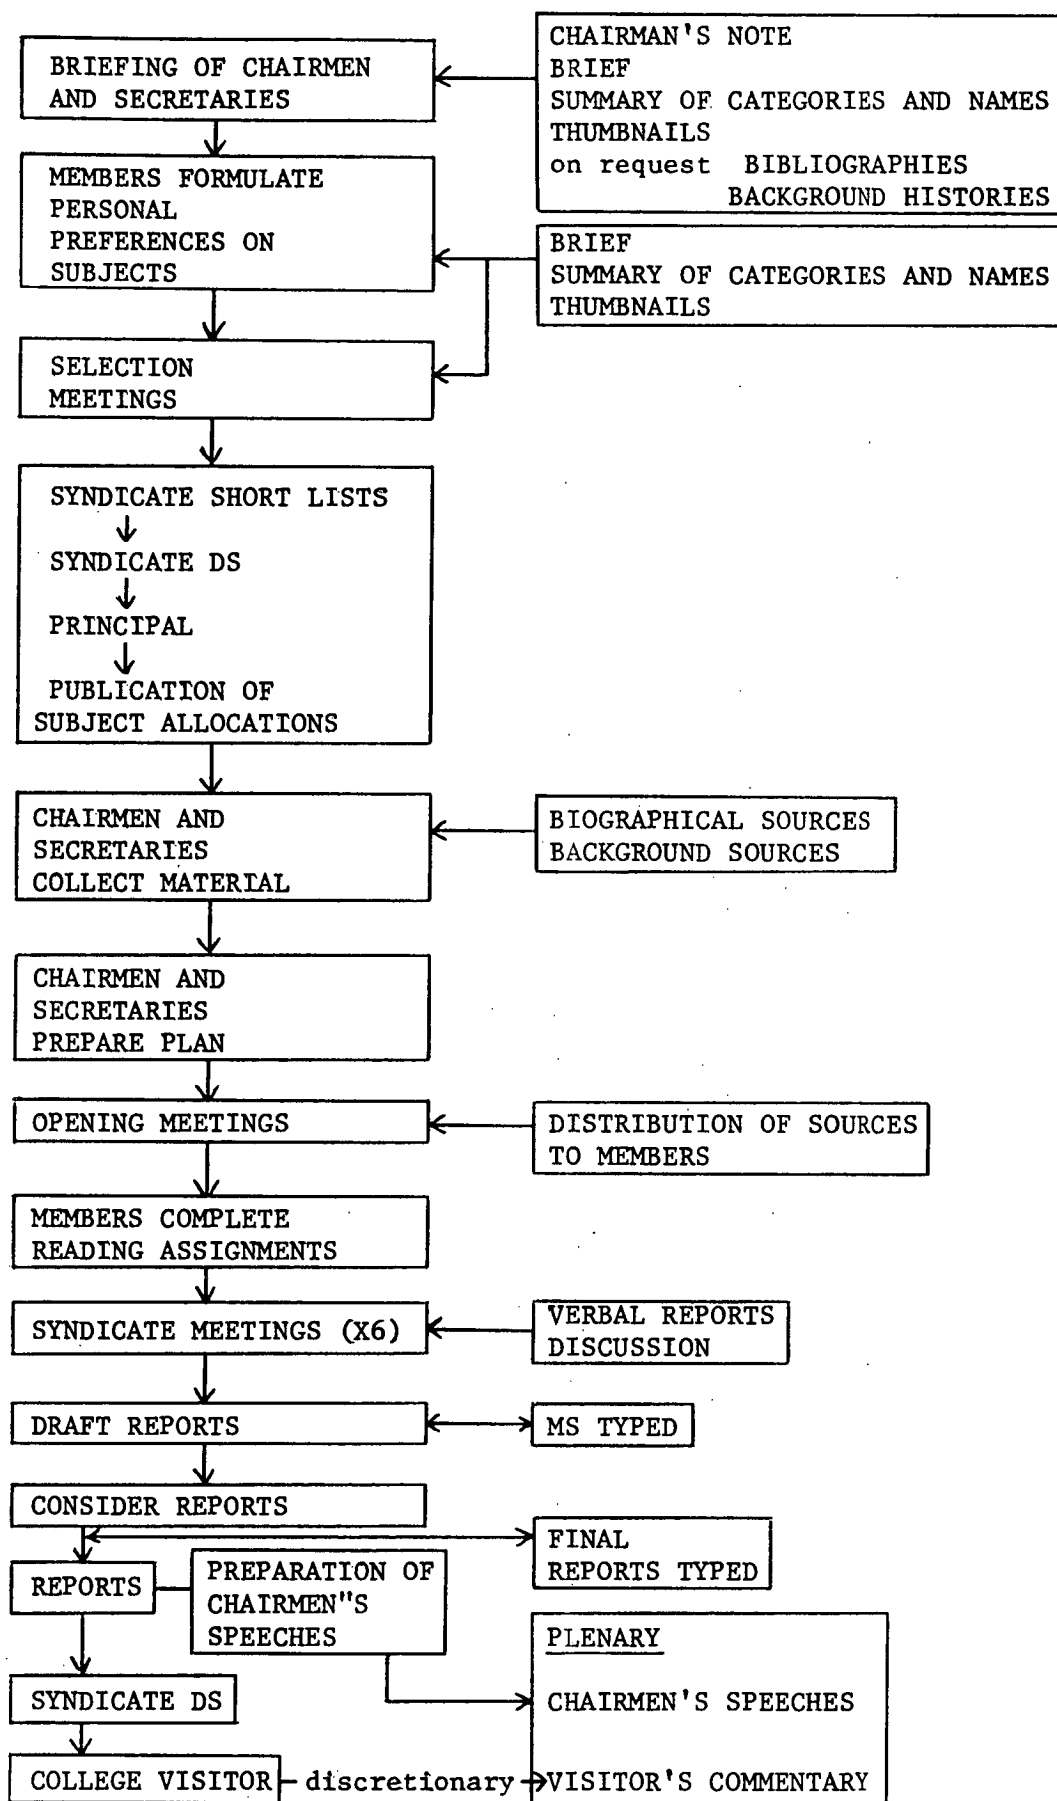 BRIEFING OF CHAIRMEN
AND SECRETARIES
CHAIRMAN'S NOTE
BRIEF
SUMMARY OF CATEGORIES AND NAMES
THUMBNAILS
on request BIBLIOGRAPHIES
BACKGROUND HISTORIES
MEMBERS FORMULATE
PERSONAL
PREFERENCES ON
SUBJECTS
BRIEF
SUMMARY OF CATEGORIES AND NAMES
THUMBNAILS
SELECTION
MEETINGS
SYNDICATE SHORT LISTS
SYNDICATE DS
PRINCIPAL
PUBLICATION OF
SUBJECT ALLOCATIONS
CHAIRMEN AND
SECRETARIES
COLLECT MATERIAL
BIOGRAPHICAL SOURCES
BACKGROUND SOURCES
CHAIRMEN AND
SECRETARIES
PREPARE PLAN
OPENING MEETINGS
DISTRIBUTION OF SOURCES
TO MEMBERS
MEMBERS COMPLETE
READING ASSIGNMENTS
SYNDICATE MEETINGS (X6)
VERBAL REPORTS
DISCUSSION
DRAFT REPORTS
MS TYPED
CONSIDER REPORTS
FINAL
REPORTS TYPED
REPORTS
PREPARATION OF
CHAIRMEN"S
SPEECHES
PLENARY
SYNDICATE DS
CHAIRMEN'S SPEECHES
COLLEGE VISITOR
discretionary
VISITOR'S COMMENTARY